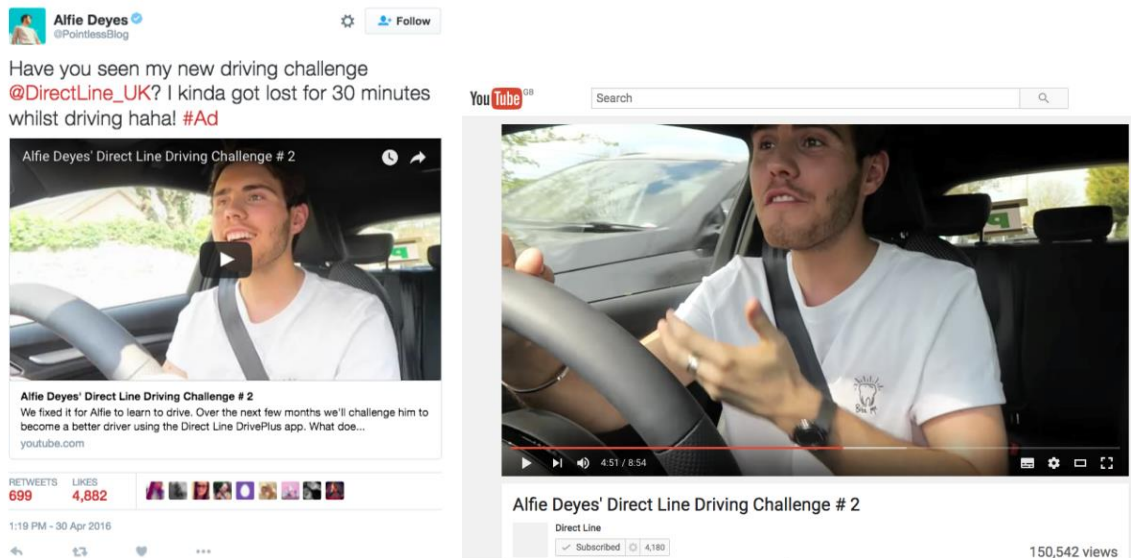 Alfie Deyes
@PointlessBlog
Follow
Have you seen my new driving challenge
@DirectLine_UK? I kinda got lost for 30 minutes
whilst driving haha! #Ad
Alfie Deyes' Direct Line Driving Challenge # 2
Alfie Deyes' Direct Line Driving Challenge # 2
We fixed it for Alfie to learn to drive. Over the next few months we'll challenge him to
become a better driver using the Direct Line DrivePlus app. What doe...
youtube.com
RETWEETS LIKES
699 4,882
1:19 PM - 30 Apr 2016
YouTube GB
Search
4:51 / 8:54
Alfie Deyes' Direct Line Driving Challenge # 2
Direct Line
Subscribed 4,180
150,542 views